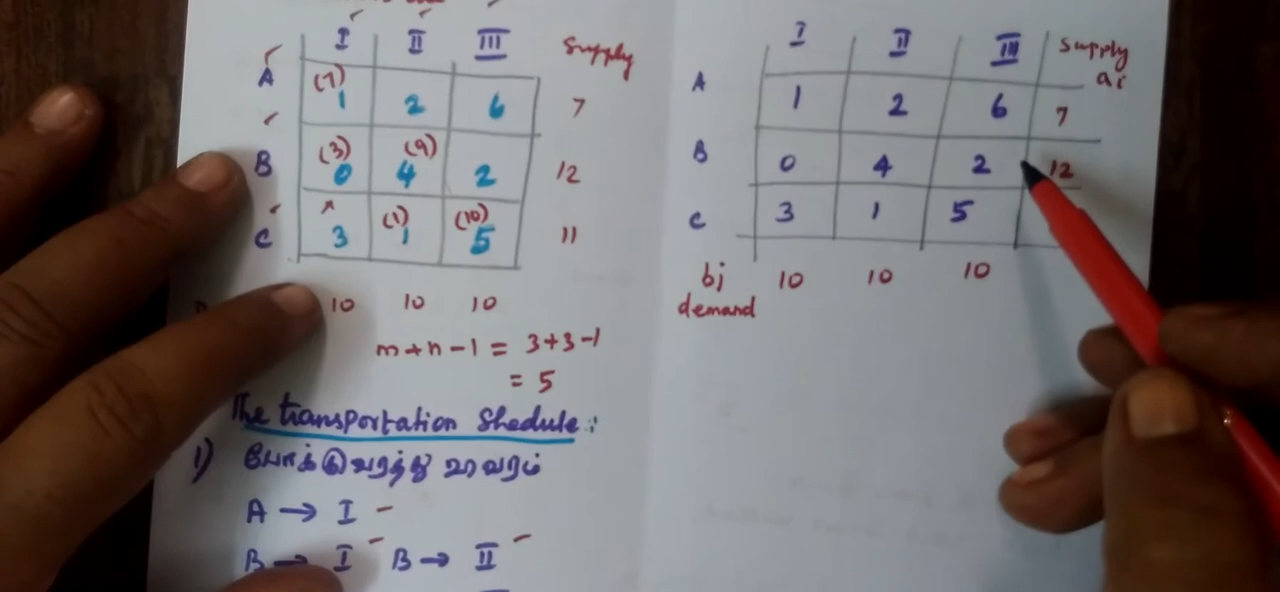 I II III Supply
A (7) 1 2 6 7
B (3) 0 (9) 4 2 12
C 3 (1) 1 (10) 5 11
10 10 10
m+n-1 = 3+3-1
= 5
The transportation Shedule:
1) போக்குவரத்து
A → I -
B → I B → II
I II III Supply ai
A 1 2 6 7
B 0 4 2 12
C 3 1 5
bj 10 10 10
demand